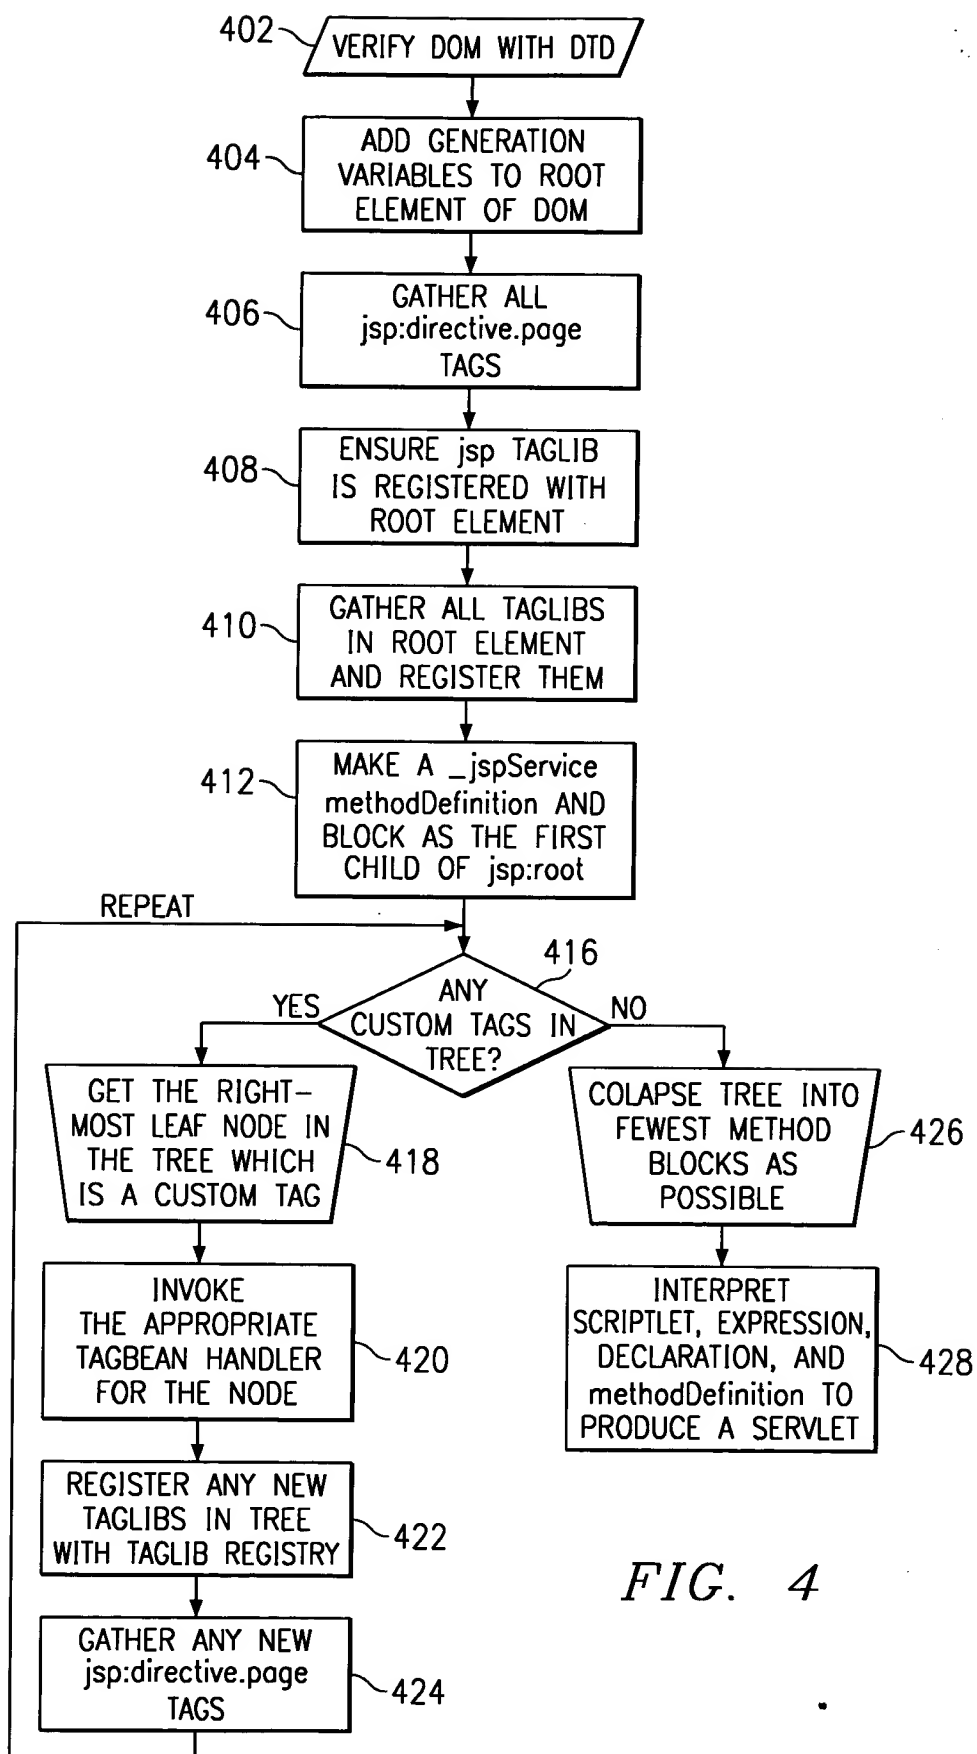 402
VERIFY DOM WITH DTD
404
ADD GENERATION
VARIABLES TO ROOT
ELEMENT OF DOM
406
GATHER ALL
jsp:directive.page
TAGS
408
ENSURE jsp TAGLIB
IS REGISTERED WITH
ROOT ELEMENT
410
GATHER ALL TAGLIBS
IN ROOT ELEMENT
AND REGISTER THEM
412
MAKE A _jspService
methodDefinition AND
BLOCK AS THE FIRST
CHILD OF jsp:root
REPEAT
416
ANY
CUSTOM TAGS IN
TREE?
YES
NO
GET THE RIGHT-
MOST LEAF NODE IN
THE TREE WHICH
IS A CUSTOM TAG
418
COLAPSE TREE INTO
FEWEST METHOD
BLOCKS AS
POSSIBLE
426
INVOKE
THE APPROPRIATE
TAGBEAN HANDLER
FOR THE NODE
420
INTERPRET
SCRIPTLET, EXPRESSION,
DECLARATION, AND
methodDefinition TO
PRODUCE A SERVLET
428
REGISTER ANY NEW
TAGLIBS IN TREE
WITH TAGLIB REGISTRY
422
GATHER ANY NEW
jsp:directive.page
TAGS
424
FIG. 4